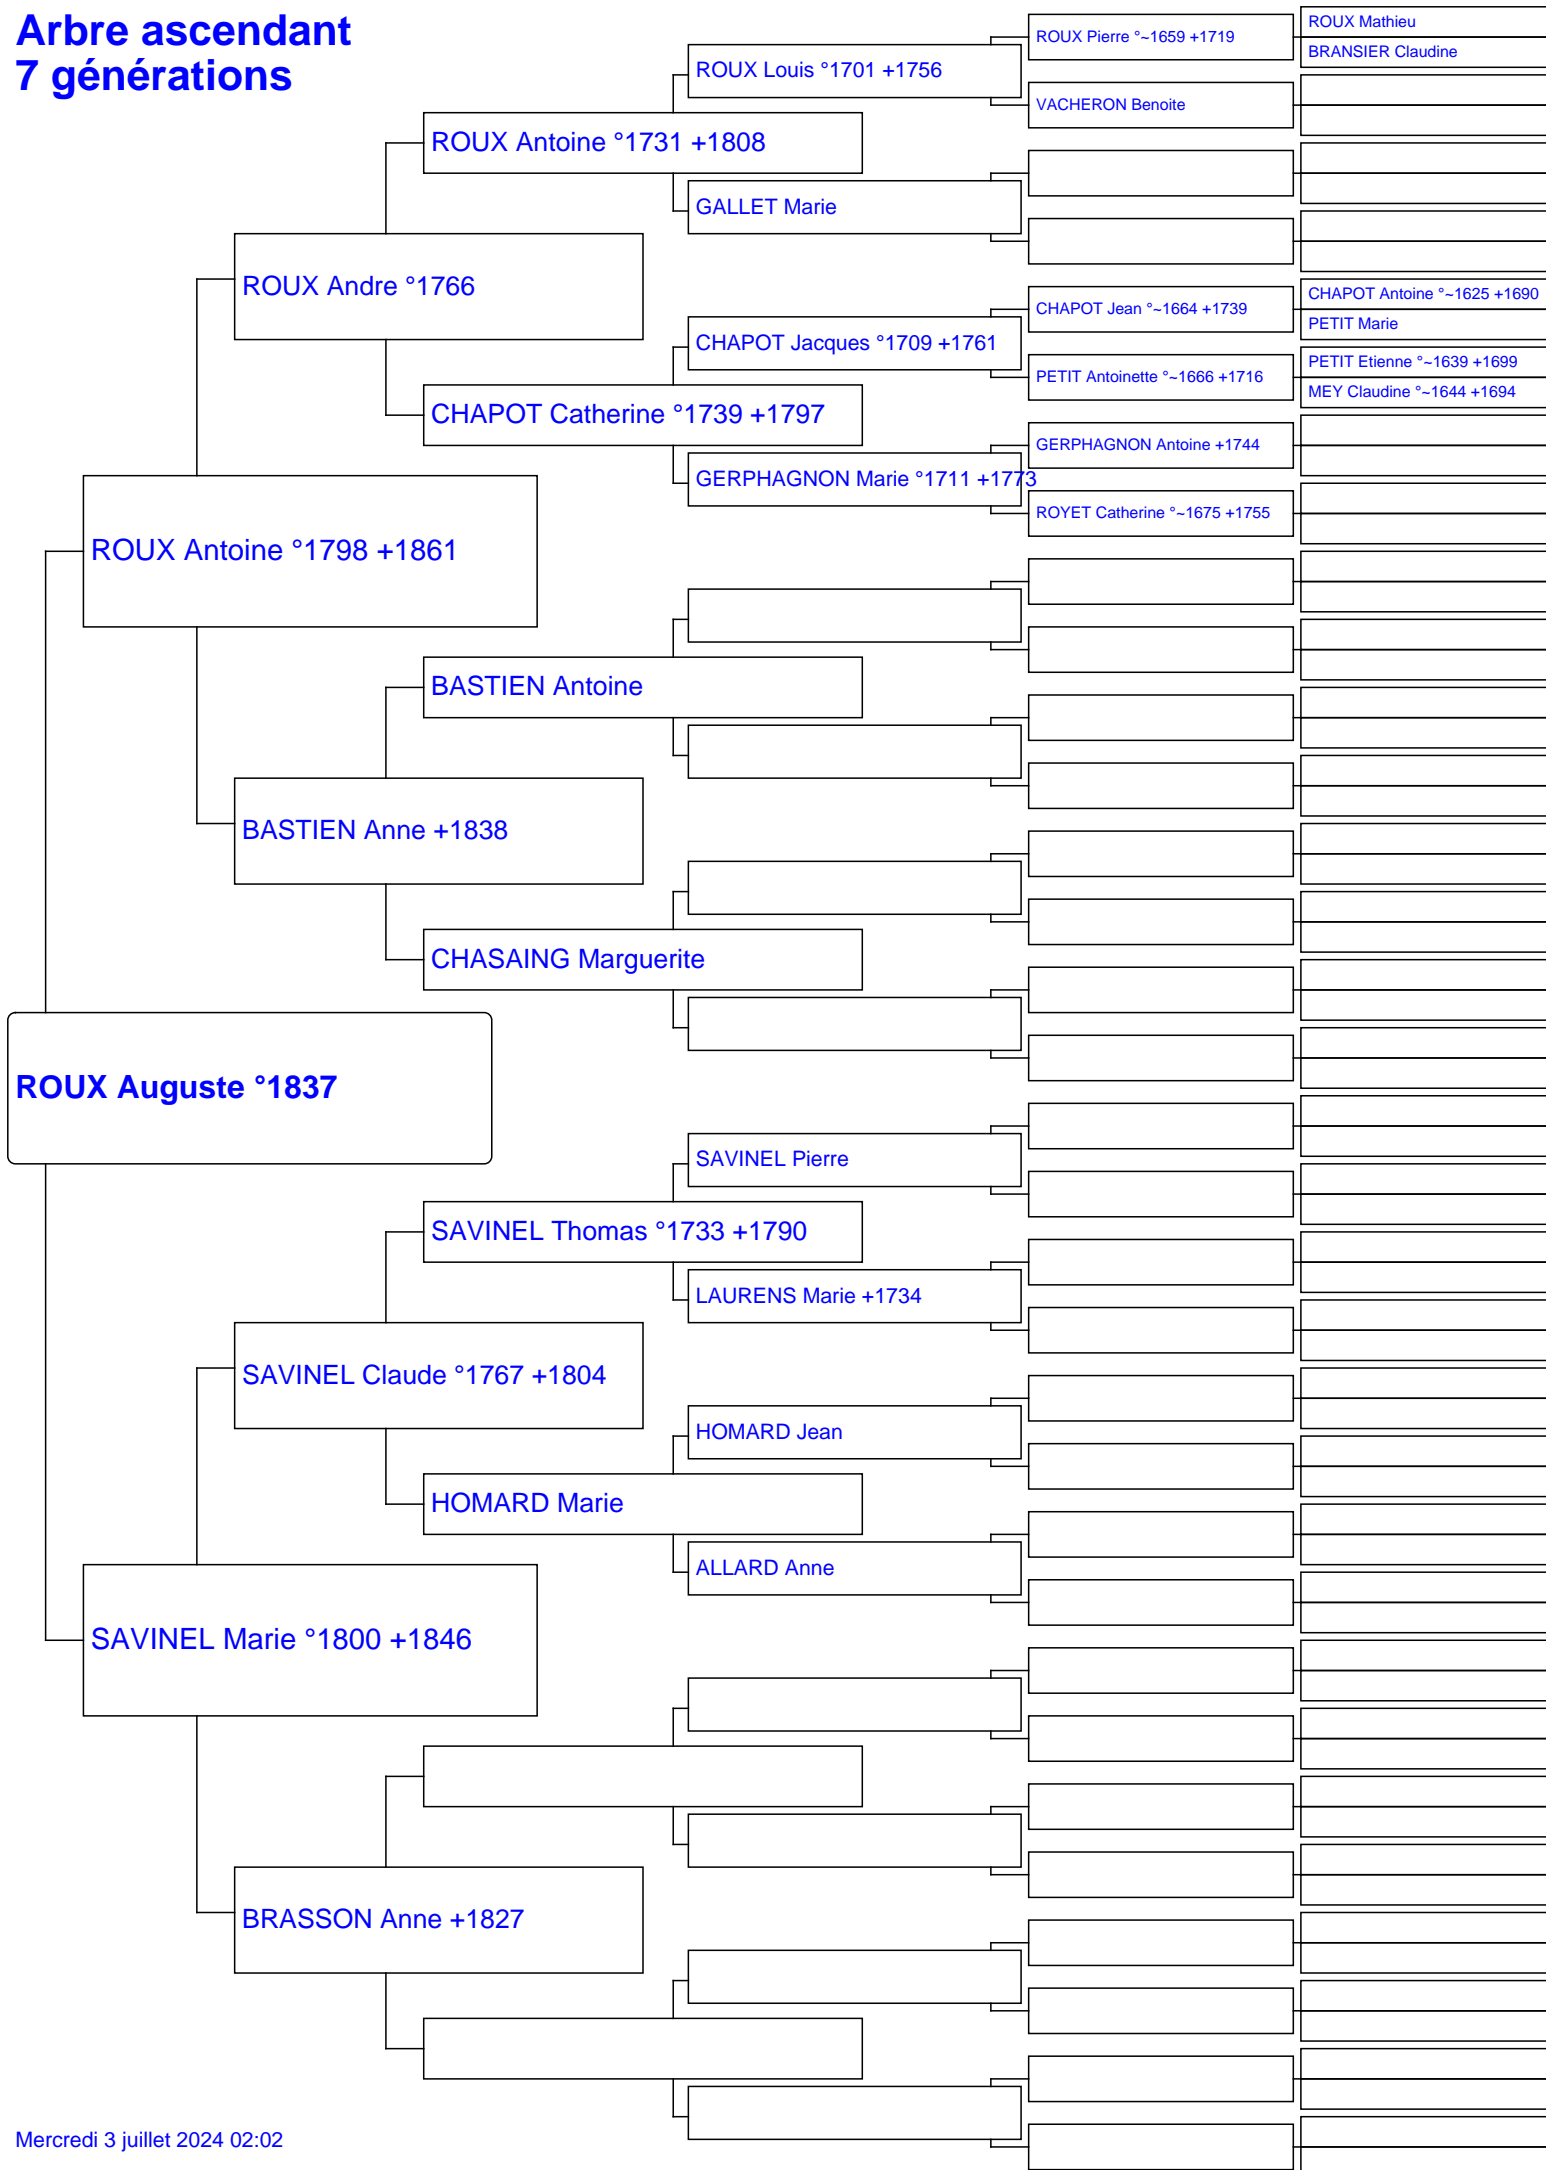 Arbre ascendant
7 générations
ROUX Mathieu
BRANSIER Claudine
ROUX Pierre °~1659 +1719
ROUX Louis °1701 +1756
VACHERON Benoite
ROUX Antoine °1731 +1808
GALLET Marie
ROUX Andre °1766
CHAPOT Antoine °~1625 +1690
CHAPOT Jean °~1664 +1739
PETIT Marie
CHAPOT Jacques °1709 +1761
PETIT Etienne °~1639 +1699
PETIT Antoinette °~1666 +1716
MEY Claudine °~1644 +1694
CHAPOT Catherine °1739 +1797
GERPHAGNON Antoine +1744
GERPHAGNON Marie °1711 +1773
ROYET Catherine °~1675 +1755
ROUX Antoine °1798 +1861
BASTIEN Antoine
BASTIEN Anne +1838
CHASAING Marguerite
ROUX Auguste °1837
SAVINEL Pierre
SAVINEL Thomas °1733 +1790
LAURENS Marie +1734
SAVINEL Claude °1767 +1804
HOMARD Jean
HOMARD Marie
ALLARD Anne
SAVINEL Marie °1800 +1846
BRASSON Anne +1827
Mercredi 3 juillet 2024 02:02